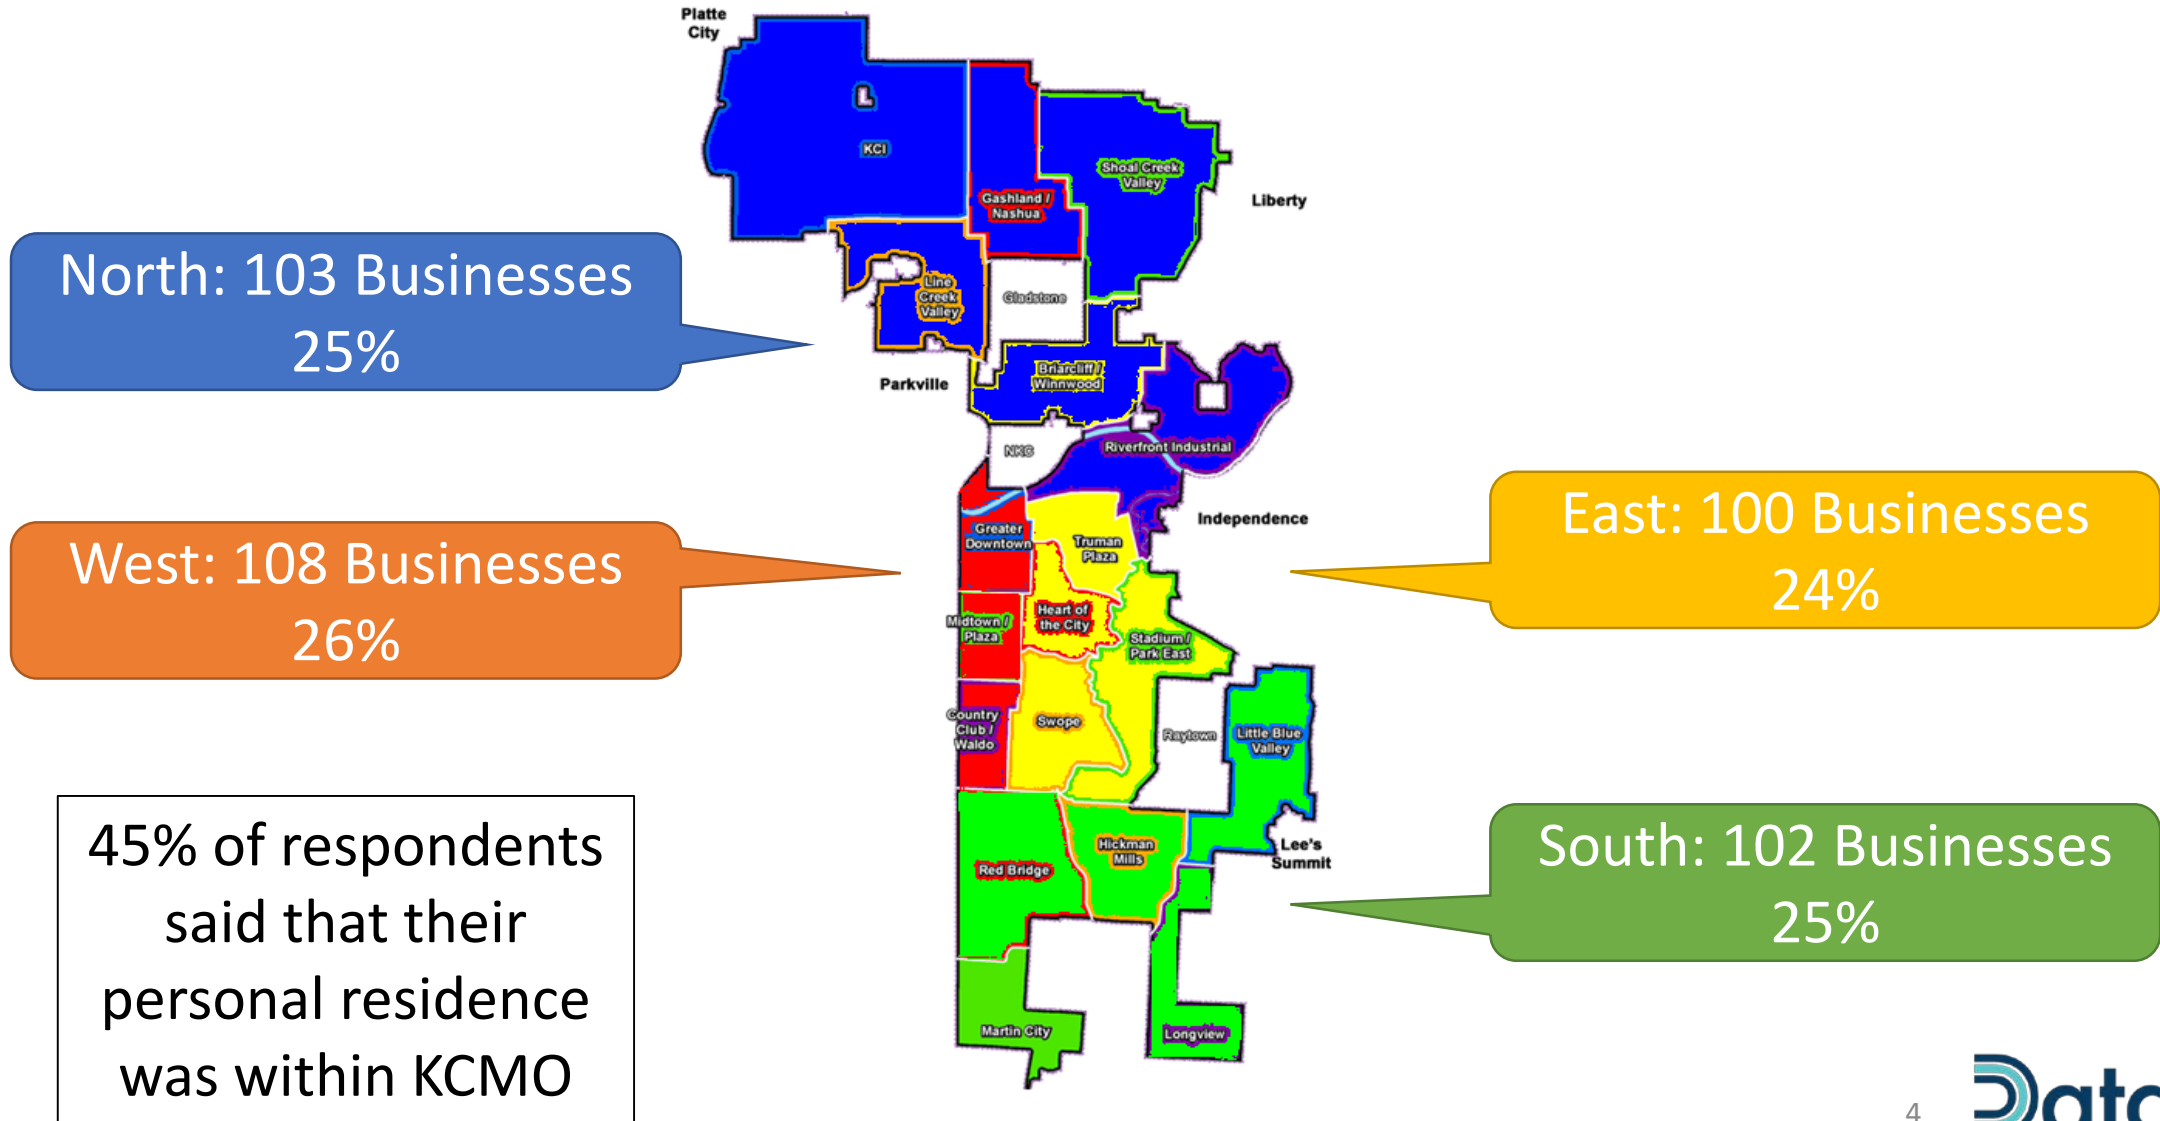 Platte
City
KCI
Gashland /
Nashua
Shoal Creek
Valley
Liberty
North: 103 Businesses
25%
Line
Creek
Valley
Gladstone
Briarcliff /
Winnwood
Parkville
NKC
Riverfront Industrial
Independence
West: 108 Businesses
26%
East: 100 Businesses
24%
Greater
Downtown
Truman
Plaza
Heart of
the City
Midtown /
Plaza
Stadium /
Park East
Country
Club /
Waldo
Swope
Raytown
Little Blue
Valley
45% of respondents
said that their
personal residence
was within KCMO
Hickman
Mills
Red Bridge
Lee's
Summit
South: 102 Businesses
25%
Martin City
Longview
4